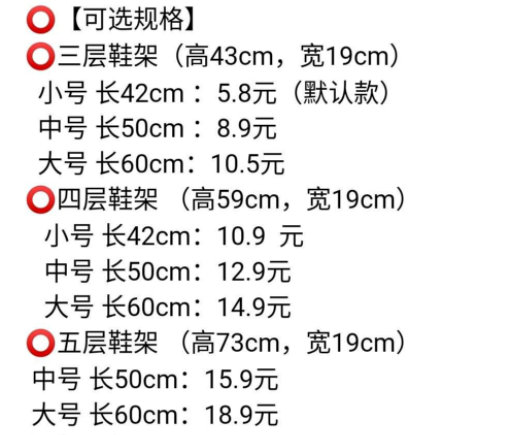 ⭕【可选规格】
⭕三层鞋架（高43cm，宽19cm）
小号 长42cm ：5.8元（默认款）
中号 长50cm ：8.9元
大号 长60cm：10.5元
⭕四层鞋架 （高59cm，宽19cm）
小号 长42cm：10.9 元
中号 长50cm：12.9元
大号 长60cm：14.9元
⭕五层鞋架 （高73cm，宽19cm）
中号 长50cm：15.9元
大号 长60cm：18.9元